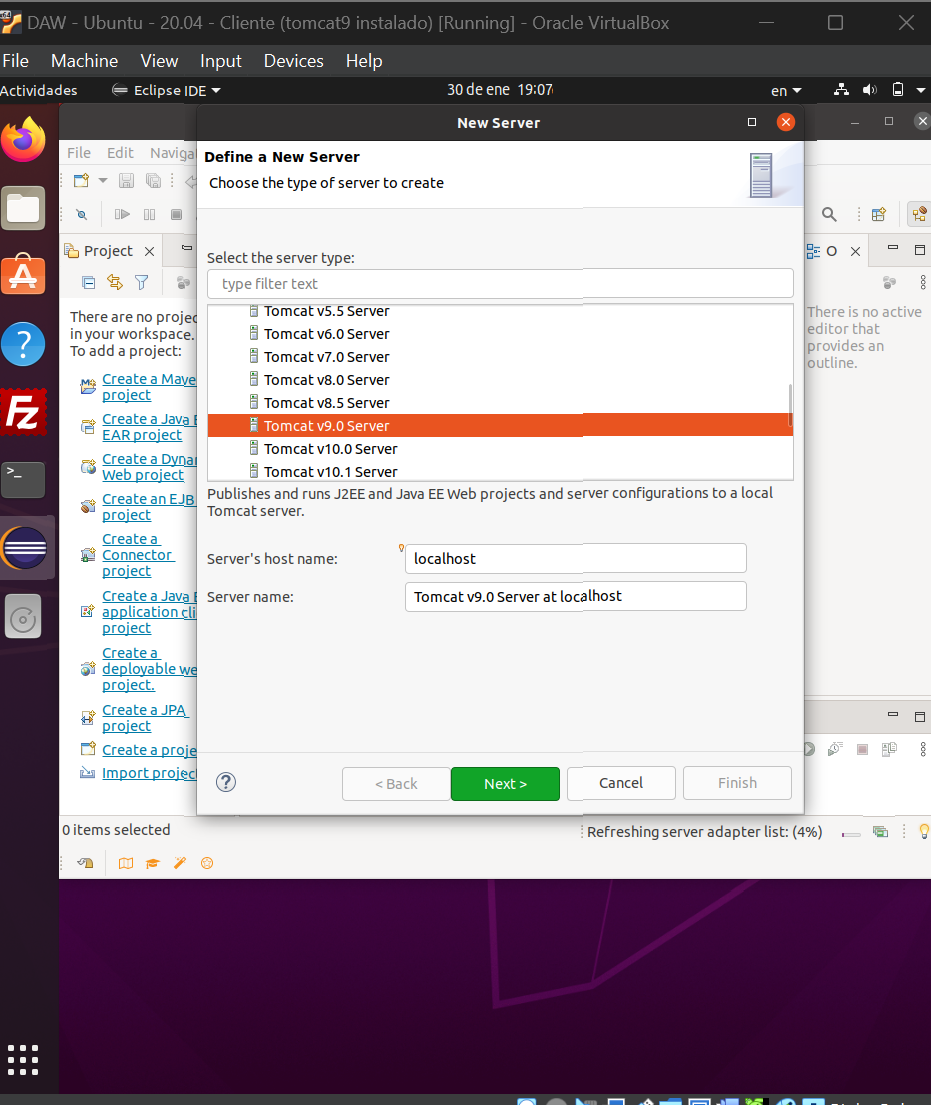 DAW - Ubuntu - 20.04 - Cliente (tomcat9 instalado) [Running] - Oracle VirtualBox
File Machine View Input Devices Help
Actividades Eclipse IDE 30 de ene 19:07 en
New Server
File Edit Naviga
Define a New Server
Choose the type of server to create
Project
O
Select the server type:
type filter text
There are no projec
in your workspace.
To add a project:
Create a Mave
project
Create a Java E
EAR project
Create a Dyna
Web project
Create an EJB
project
Create a
Connector
project
Create a Java E
application cli
project
Create a
deployable we
project.
Create a JPA
project
Create a proje
Import project
Tomcat v5.5 Server
Tomcat v6.0 Server
Tomcat v7.0 Server
Tomcat v8.0 Server
Tomcat v8.5 Server
Tomcat v9.0 Server
Tomcat v10.0 Server
Tomcat v10.1 Server
There is no active
editor that
provides an
outline.
Publishes and runs J2EE and Java EE Web projects and server configurations to a local
Tomcat server.
Server's host name: localhost
Server name: Tomcat v9.0 Server at localhost
? < Back Next > Cancel Finish
0 items selected
Refreshing server adapter list: (4%)